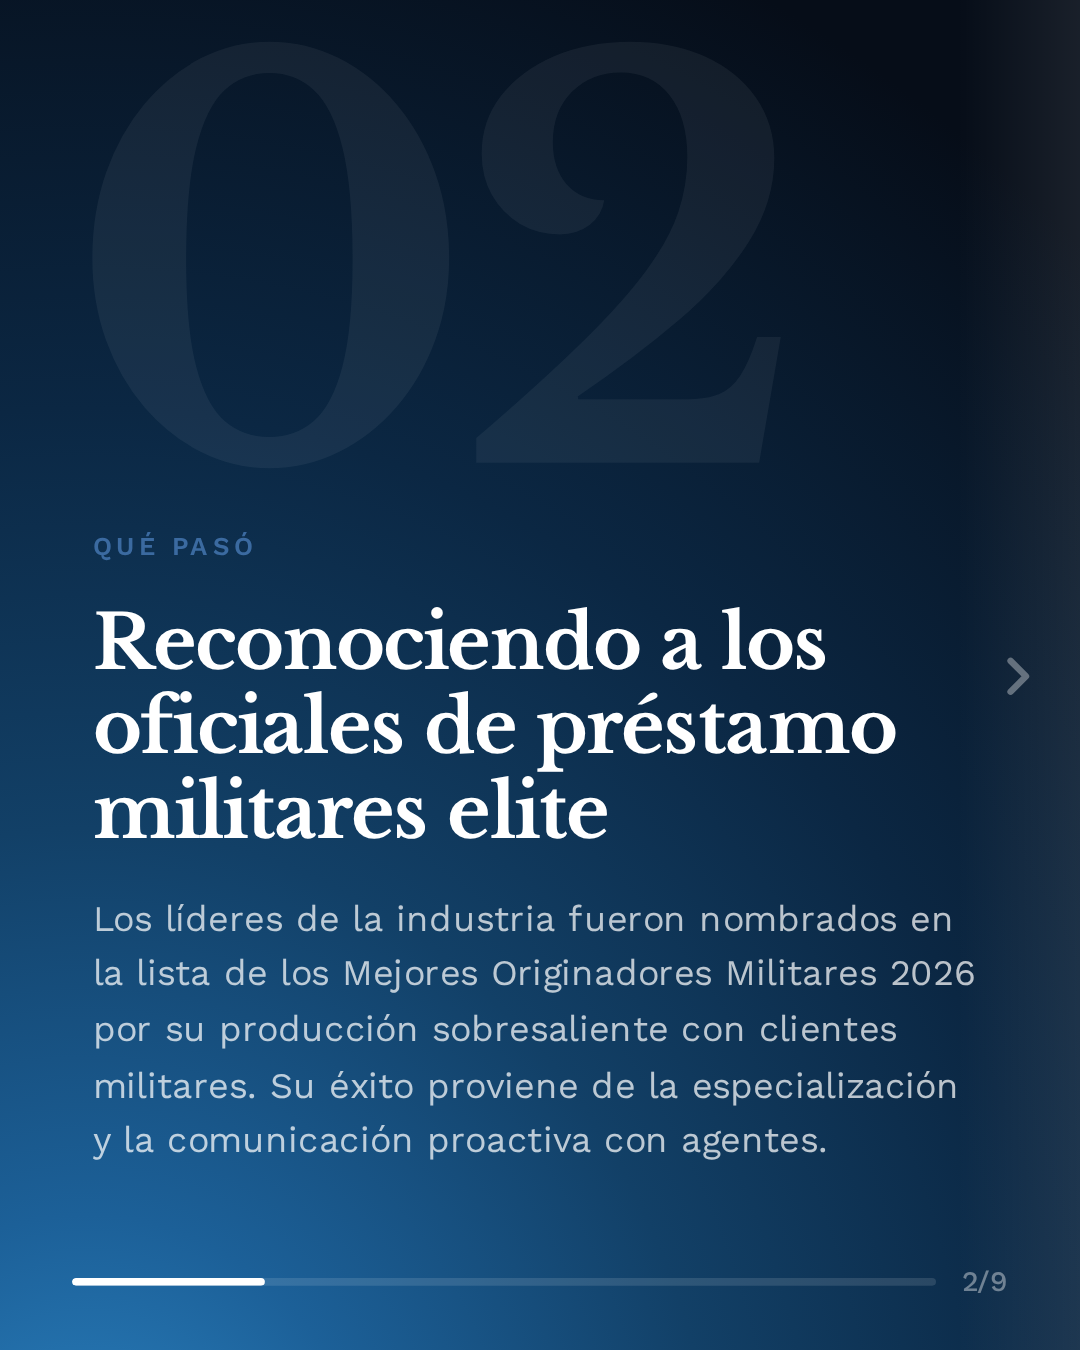 02
QUÉ PASÓ
Reconociendo a los
oficiales de préstamo
militares elite
Los líderes de la industria fueron nombrados en
la lista de los Mejores Originadores Militares 2026
por su producción sobresaliente con clientes
militares. Su éxito proviene de la especialización
y la comunicación proactiva con agentes.
2/9